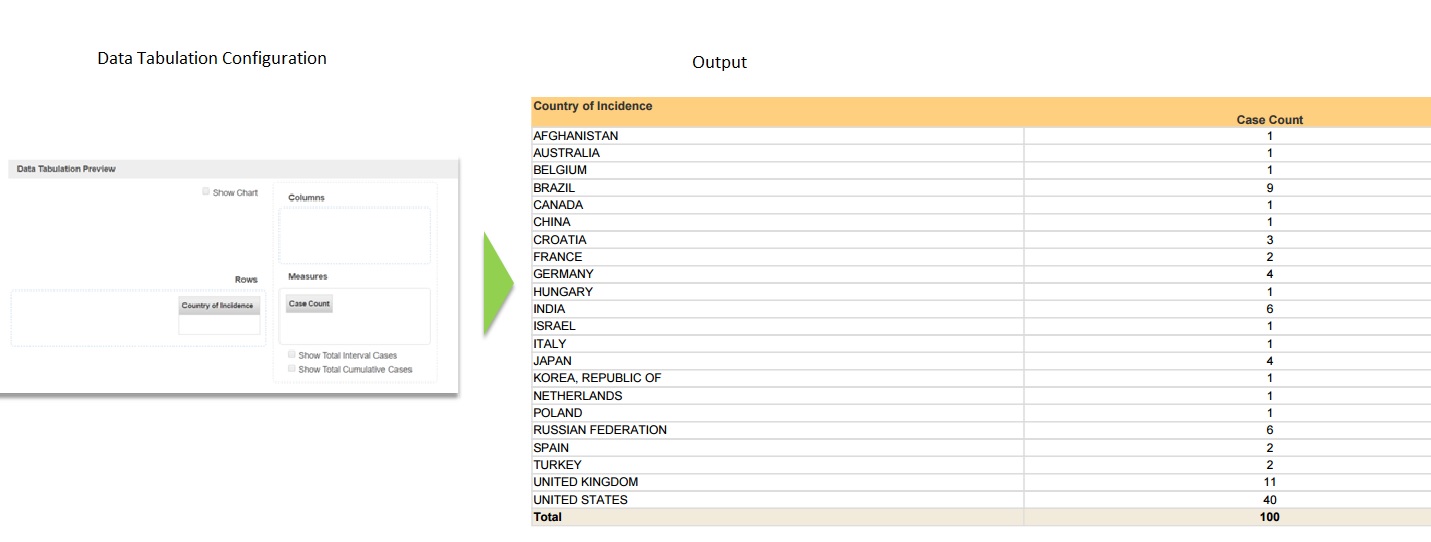 Data Tabulation Configuration
Output
Data Tabulation Preview
Show Chart
Columns
Rows
Measures
Country of Incidence
Case Count
Show Total Interval Cases
Show Total Cumulative Cases
Country of Incidence
Case Count
AFGHANISTAN 1
AUSTRALIA 1
BELGIUM 1
BRAZIL 9
CANADA 1
CHINA 1
CROATIA 3
FRANCE 2
GERMANY 4
HUNGARY 1
INDIA 6
ISRAEL 1
ITALY 1
JAPAN 4
KOREA, REPUBLIC OF 1
NETHERLANDS 1
POLAND 1
RUSSIAN FEDERATION 6
SPAIN 2
TURKEY 2
UNITED KINGDOM 11
UNITED STATES 40
Total 100